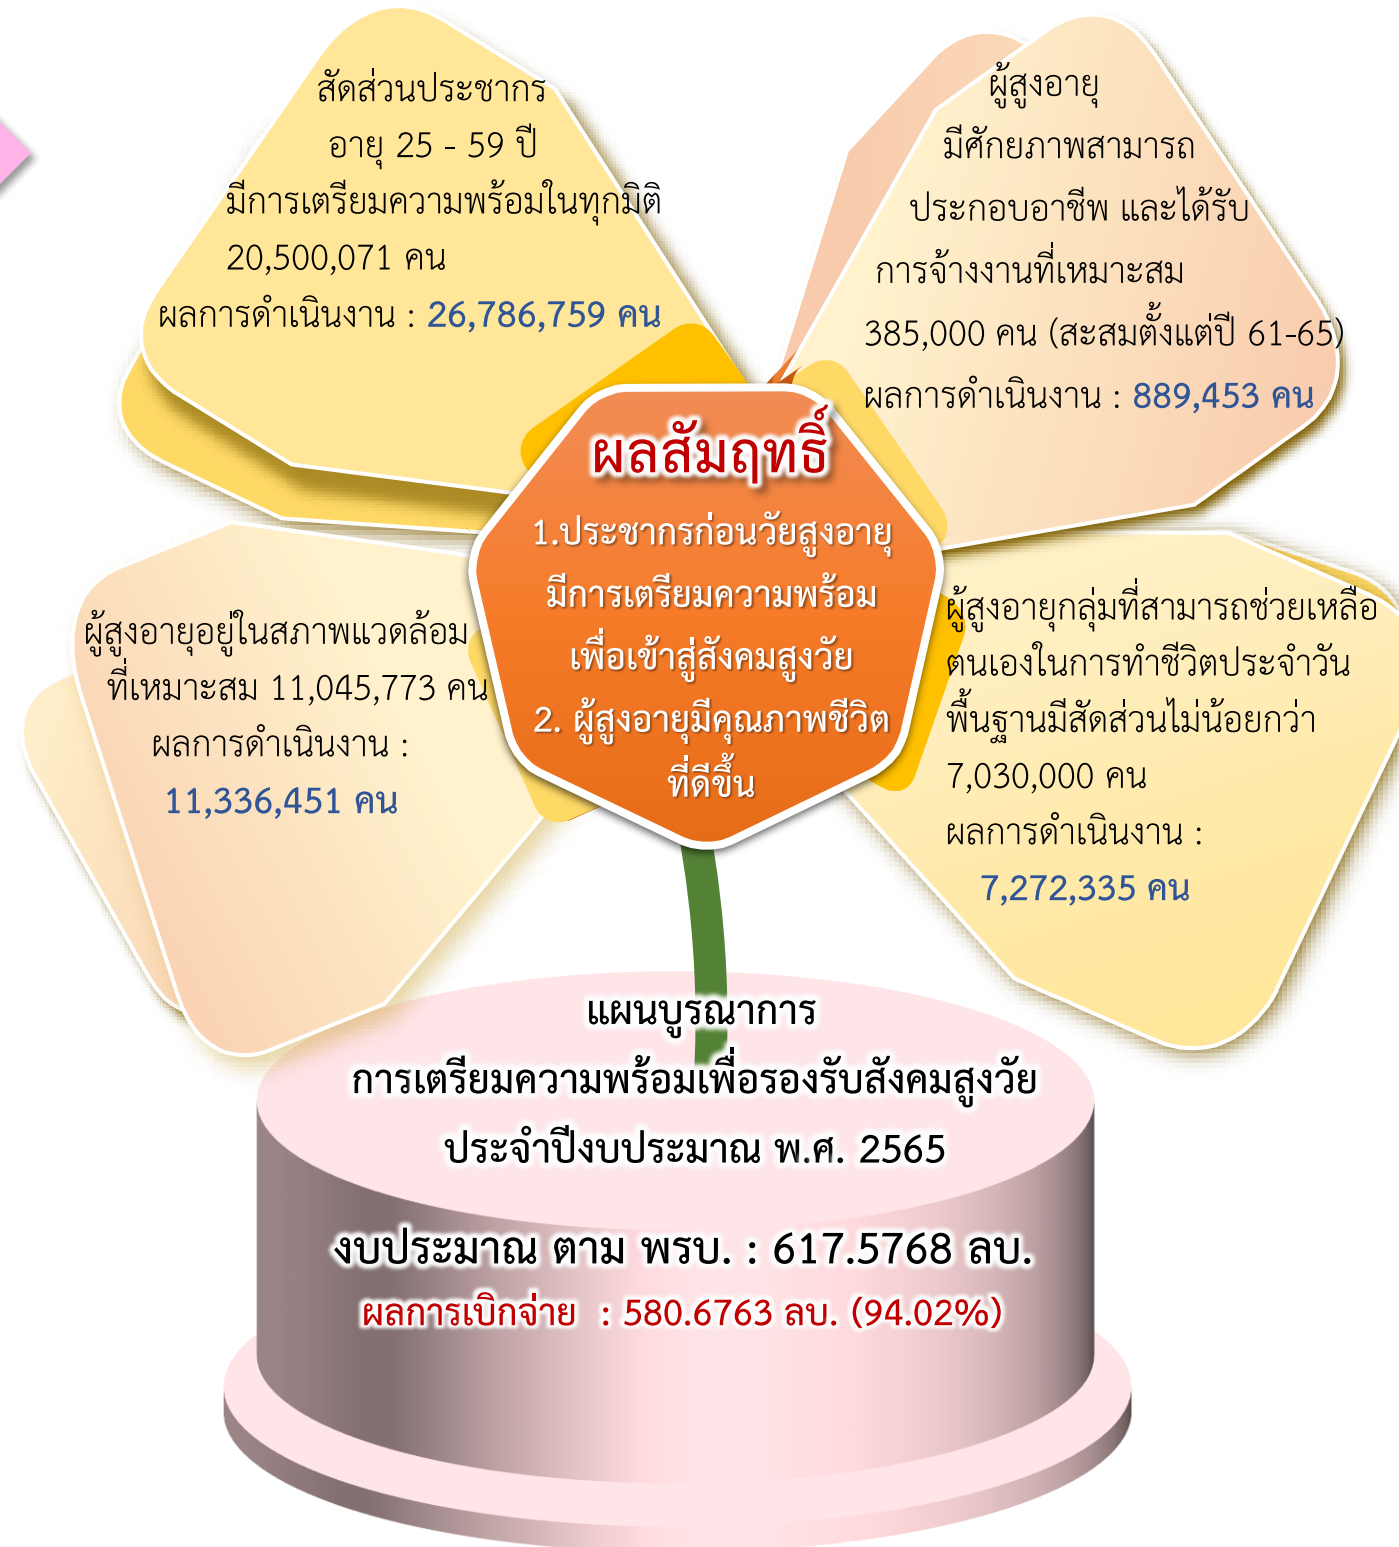 สัดส่วนประชากร
อายุ 25 - 59 ปี
มีการเตรียมความพร้อมในทุกมิติ
20,500,071 คน
ผลการดำเนินงาน : 26,786,759 คน
ผู้สูงอายุ
มีศักยภาพสามารถ
ประกอบอาชีพ และได้รับ
การจ้างงานที่เหมาะสม
385,000 คน (สะสมตั้งแต่ปี 61-65)
ผลการดำเนินงาน : 889,453 คน
ผลสัมฤทธิ์
1.ประชากรก่อนวัยสูงอายุ
มีการเตรียมความพร้อม
เพื่อเข้าสู่สังคมสูงวัย
2. ผู้สูงอายุมีคุณภาพชีวิต
ที่ดีขึ้น
ผู้สูงอายุอยู่ในสภาพแวดล้อม
ที่เหมาะสม 11,045,773 คน
ผลการดำเนินงาน :
11,336,451 คน
ผู้สูงอายุกลุ่มที่สามารถช่วยเหลือ
ตนเองในการทำชีวิตประจำวัน
พื้นฐานมีสัดส่วนไม่น้อยกว่า
7,030,000 คน
ผลการดำเนินงาน :
7,272,335 คน
แผนบูรณาการ
การเตรียมความพร้อมเพื่อรองรับสังคมสูงวัย
ประจำปีงบประมาณ พ.ศ. 2565
งบประมาณ ตาม พรบ. : 617.5768 ลบ.
ผลการเบิกจ่าย : 580.6763 ลบ. (94.02%)